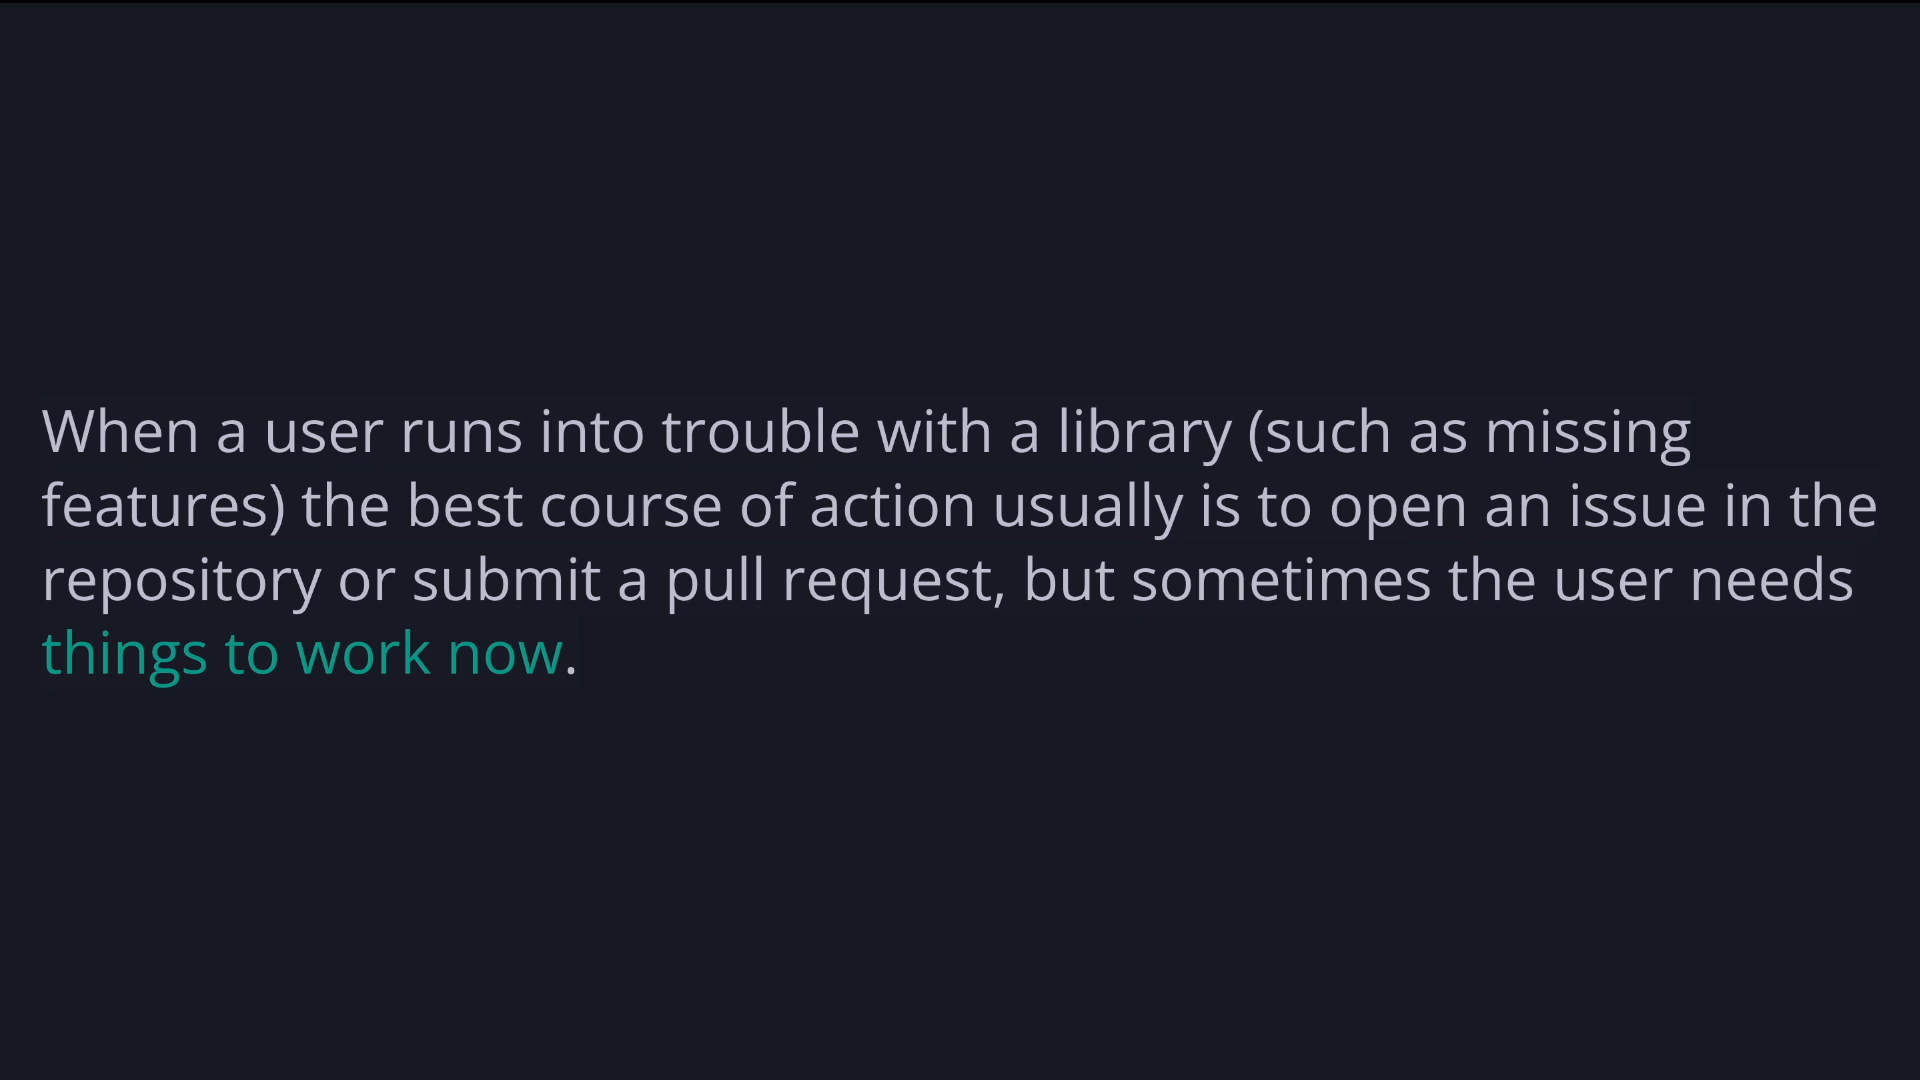 When a user runs into trouble with a library (such as missing
features) the best course of action usually is to open an issue in the
repository or submit a pull request, but sometimes the user needs
things to work now.